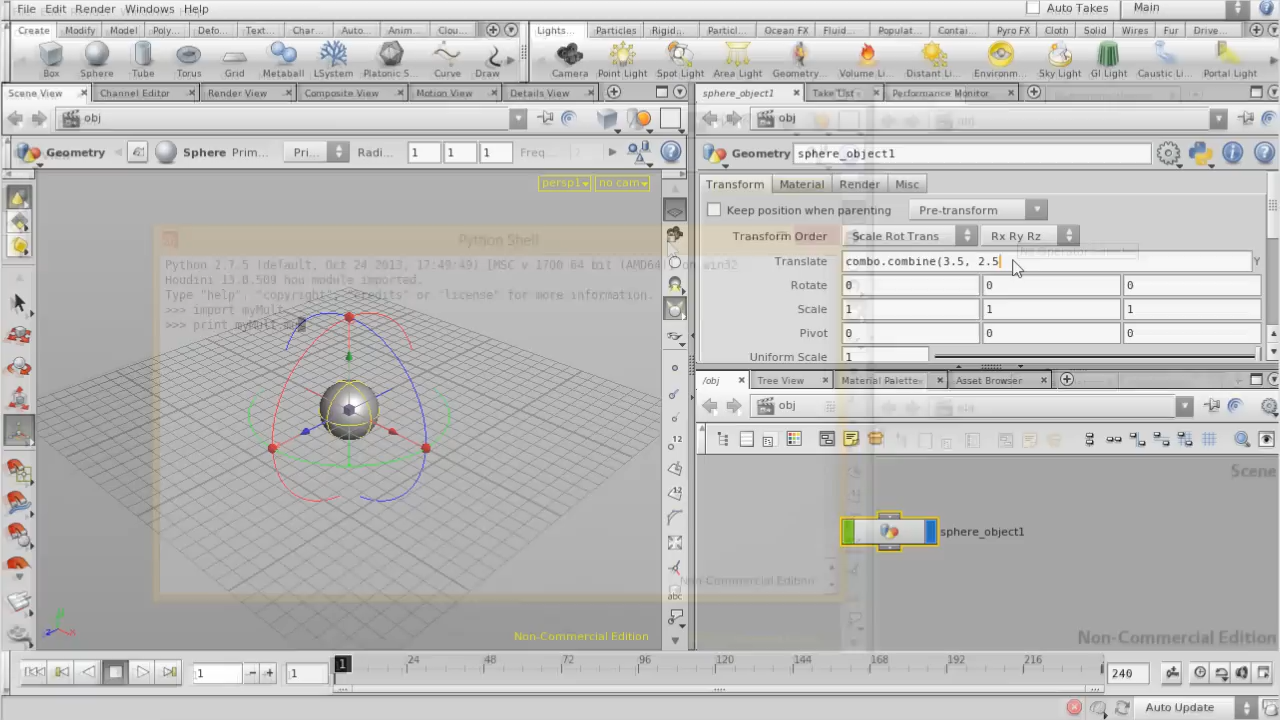 File Edit Render Windows Help
Auto Takes Main
Create Modify Model Poly... Defo... Text... Char... Auto... Anim... Clou...
Lights... Particles Rigid... Particl... Ocean FX Fluid... Populat... Contai... Pyro FX Cloth Solid Wires Fur Drive...
Box Sphere Tube Torus Grid Metaball LSystem Platonic S... Curve Draw
Camera Point Light Spot Light Area Light Geometry... Volume Li... Distant Li... Environm... Sky Light GI Light Caustic Li... Portal Light
Scene View Channel Editor Render View Composite View Motion View Details View
sphere_object1 Take List Performance Monitor
obj
obj
Geometry Sphere Prim... Pri... Radi... 1 1 1 Freq... 2
Geometry sphere_object1
persp1 no cam
Transform Material Render Misc
Keep position when parenting Pre-transform
Transform Order Scale Rot Trans Rx Ry Rz
Translate combo.combine(3.5, 2.5 Y
Rotate 0 0 0
Scale 1 1 1
Pivot 0 0 0
Uniform Scale 1
Python Shell
Python 2.7.5 (default, Oct 24 2013, 17:49:49) [MSC v 1700 64 bit (AMD64)] on win32
Houdini 13.0.509 hou module imported.
Type "help", "copyright", "credits" or "license" for more information.
>>> import myMult
/obj Tree View Material Palette Asset Browser
obj
12
12
abc
Scene
sphere_object1
Non-Commercial Edition
Non-Commercial Edition
Non-Commercial Edition
y
z x
1 1 1 24 48 72 96 120 144 168 192 216 240
Auto Update